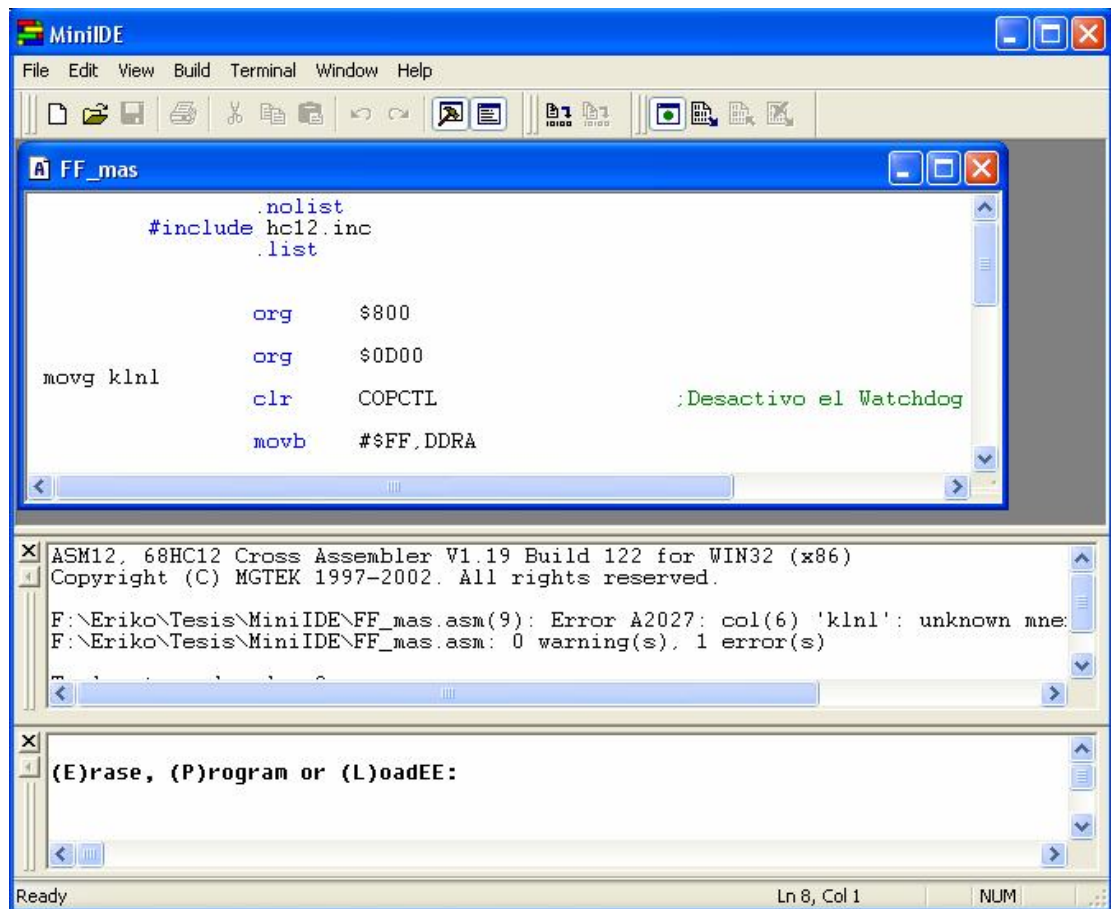 MiniIDE
File Edit View Build Terminal Window Help
FF_mas
.nolist
#include hc12.inc
.list
org $800
org $0D00
movg klnl
clr COPCTL ;Desactivo el Watchdog
movb #$FF,DDRA
ASM12, 68HC12 Cross Assembler V1.19 Build 122 for WIN32 (x86)
Copyright (C) MGTEK 1997-2002. All rights reserved.
F:\Eriko\Tesis\MiniIDE\FF_mas.asm(9): Error A2027: col(6) 'klnl': unknown mne
F:\Eriko\Tesis\MiniIDE\FF_mas.asm: 0 warning(s), 1 error(s)
(E)rase, (P)rogram or (L)oadEE:
Ready Ln 8, Col 1 NUM